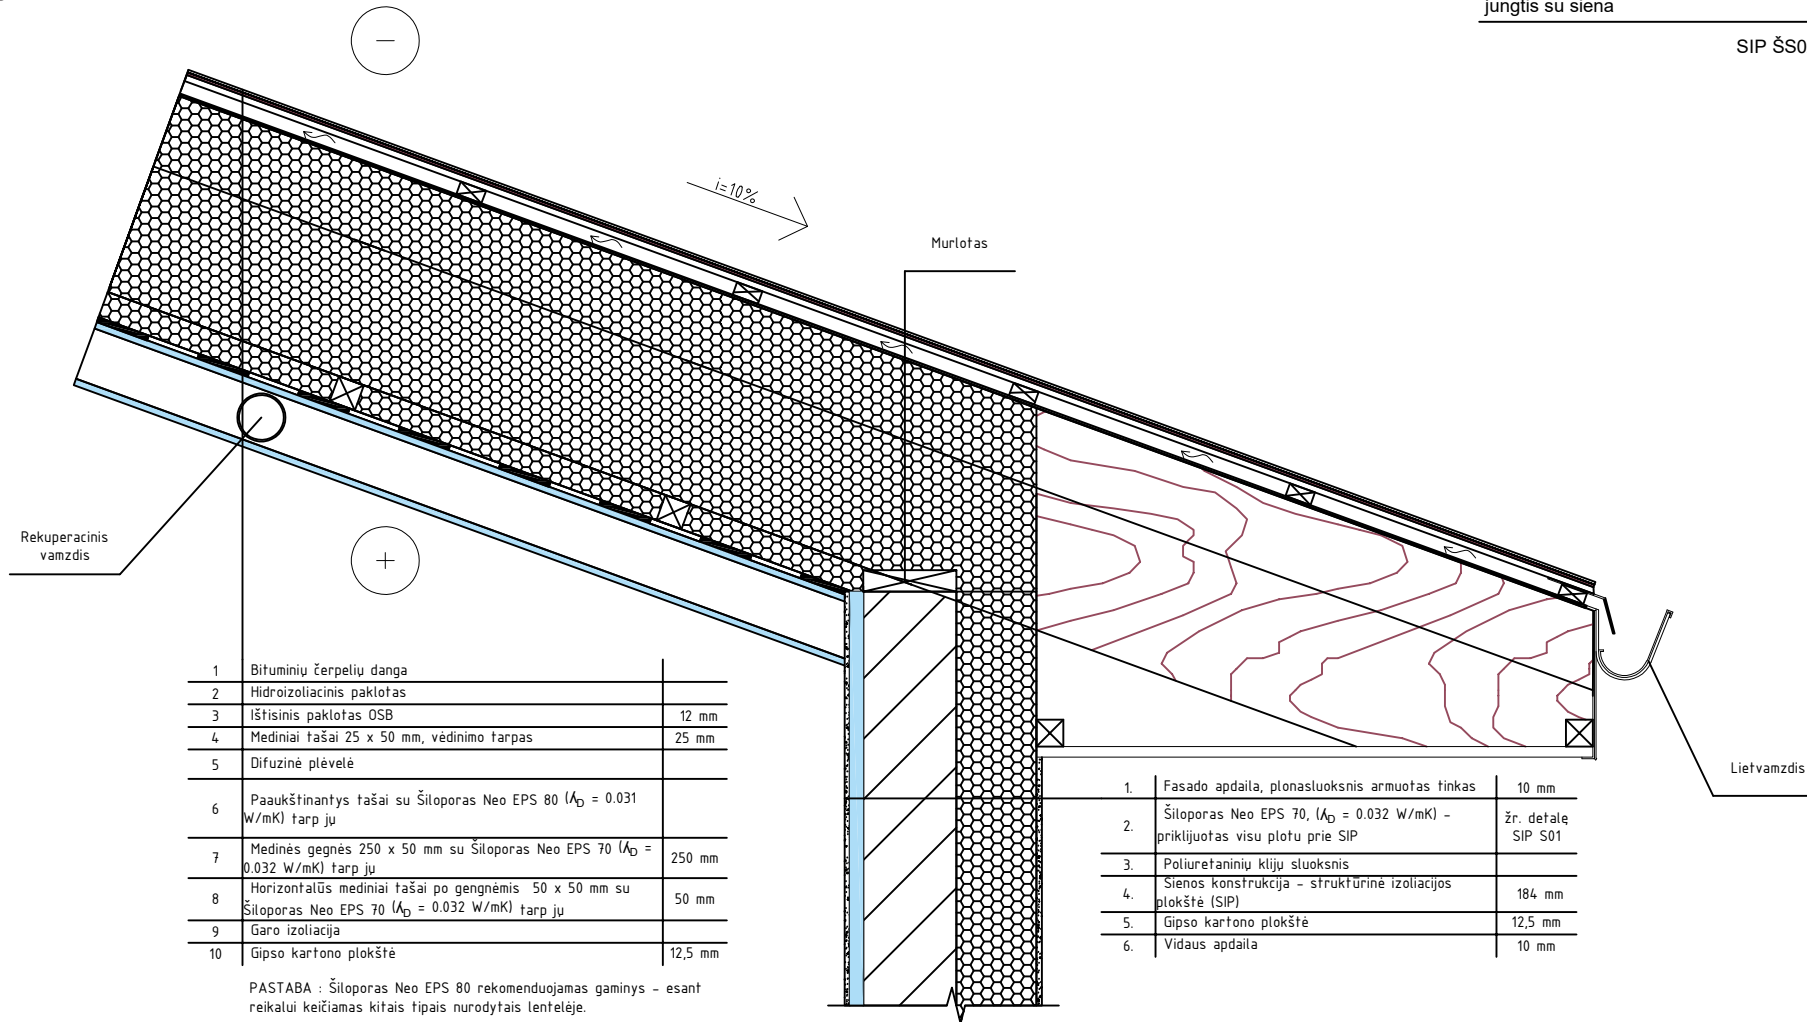 jungtis su siena
SIP ŠS0
–
i=10%
Murlotas
Rekuperacinis
vamzdis
+
Lietvamzdis
1 Bituminių čerpelių danga
2 Hidroizoliacinis paklotas
3 Ištisinis paklotas OSB 12 mm
4 Mediniai tašai 25 x 50 mm, vėdinimo tarpas 25 mm
5 Difuzinė plėvelė
6 Paaukštinantys tašai su Šiloporas Neo EPS 80 (λD = 0.031
W/mK) tarp jų
7 Medinės gegnės 250 x 50 mm su Šiloporas Neo EPS 70 (λD =
0.032 W/mK) tarp jų 250 mm
8 Horizontalūs mediniai tašai po gengnėmis 50 x 50 mm su
Šiloporas Neo EPS 70 (λD = 0.032 W/mK) tarp jų 50 mm
9 Garo izoliacija
10 Gipso kartono plokštė 12,5 mm
PASTABA : Šiloporas Neo EPS 80 rekomenduojamas gaminys – esant
reikalui keičiamas kitais tipais nurodytais lentelėje.
1. Fasado apdaila, plonasluoksnis armuotas tinkas 10 mm
2. Šiloporas Neo EPS 70, (λD = 0.032 W/mK) – žr. detalę
priklijuotas visu plotu prie SIP SIP S01
3. Poliuretaninių klijų sluoksnis
4. Sienos konstrukcija – struktūrinė izoliacijos
plokštė (SIP) 184 mm
5. Gipso kartono plokštė 12,5 mm
6. Vidaus apdaila 10 mm